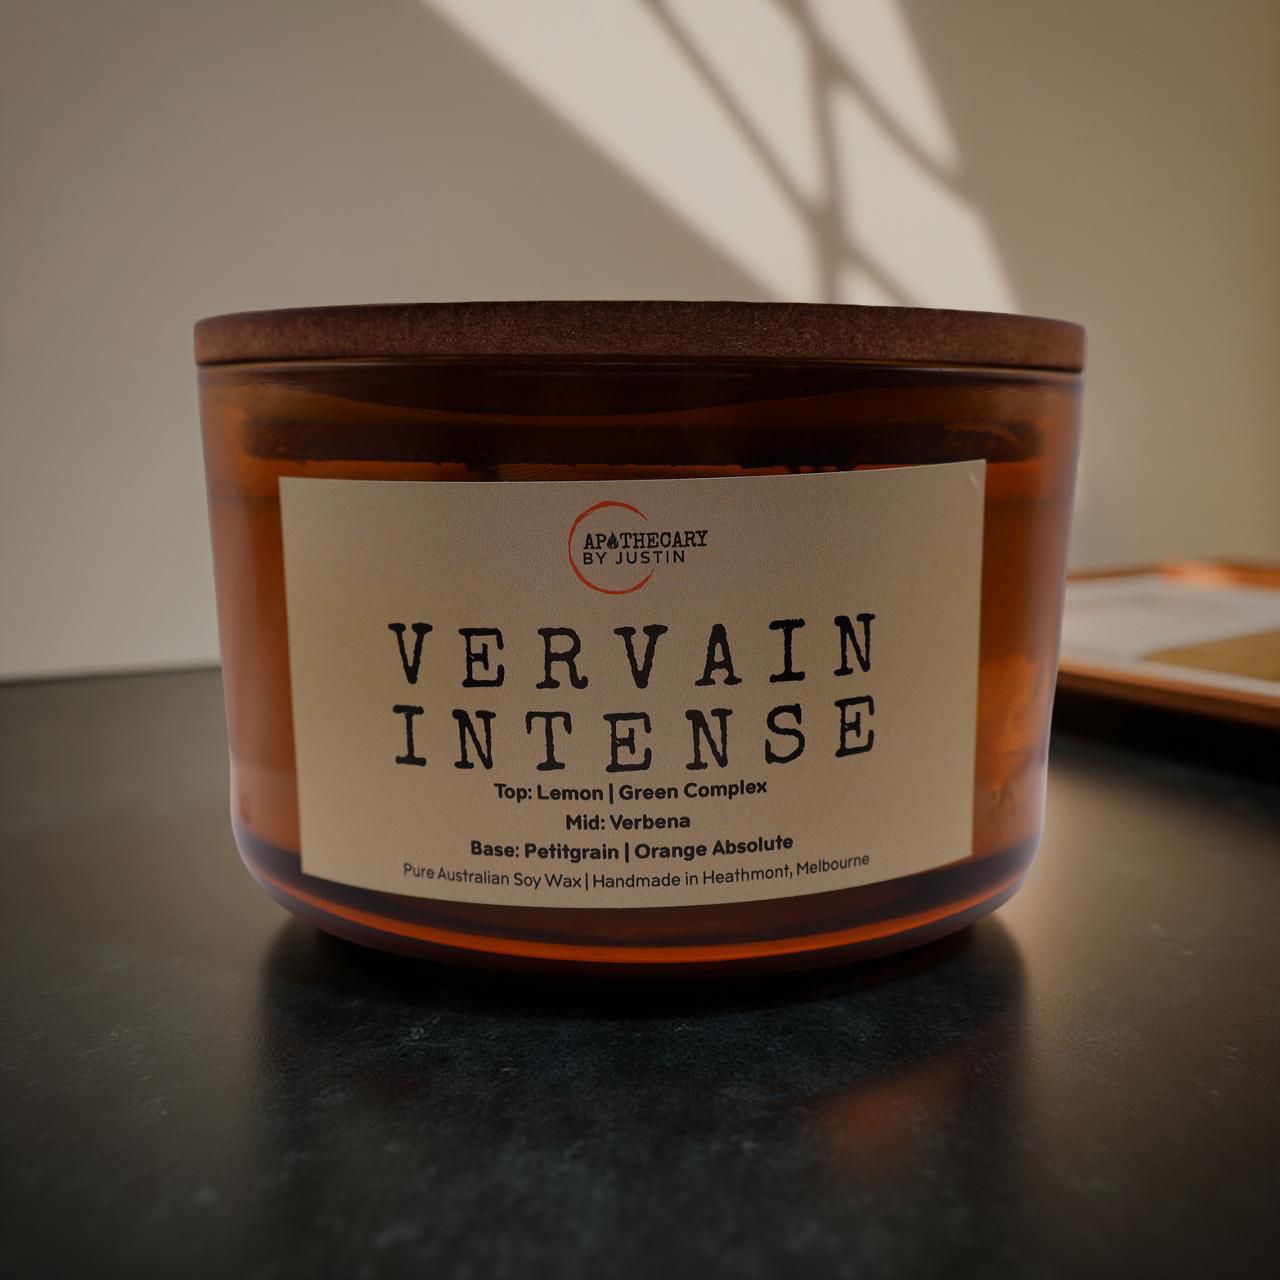 APOTHECARY
BY JUSTIN
VERVAIN
INTENSE
Top: Lemon | Green Complex
Mid: Verbena
Base: Petitgrain | Orange Absolute
Pure Australian Soy Wax | Handmade in Heathmont, Melbourne